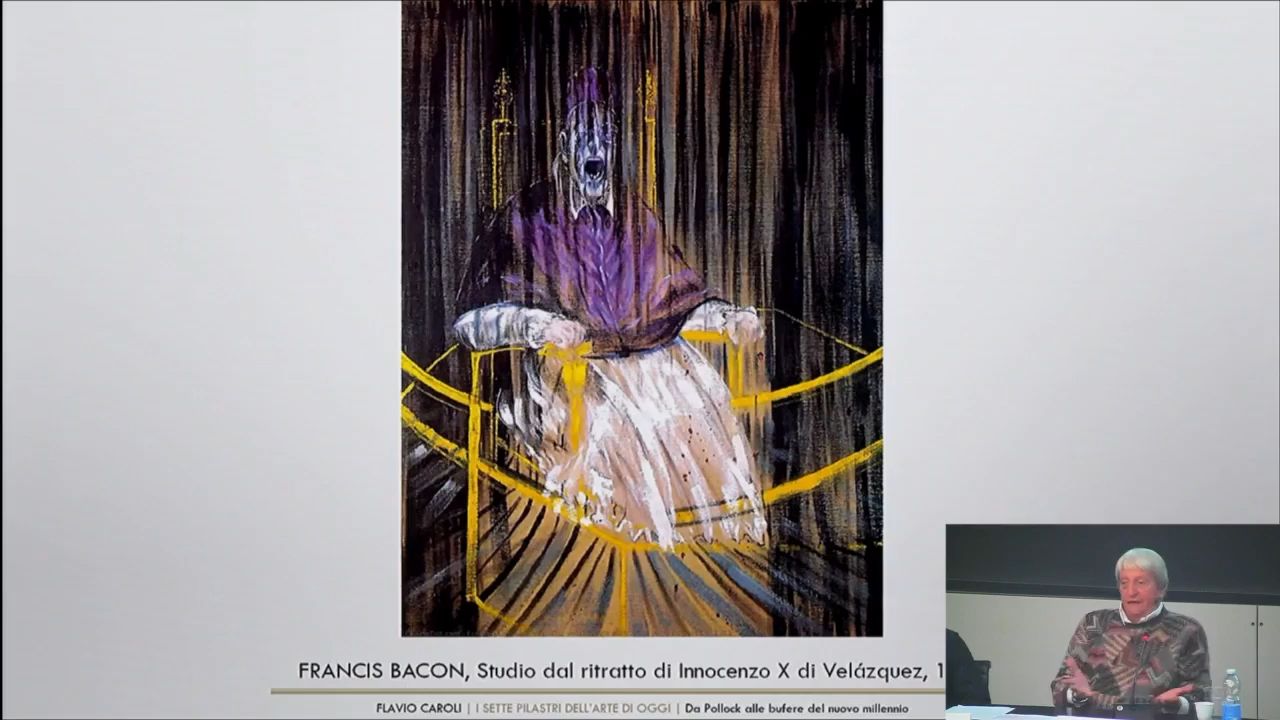 FRANCIS BACON, Studio dal ritratto di Innocenzo X di Velázquez, 1
FLAVIO CAROLI | I SETTE PILASTRI DELL'ARTE DI OGGI | Da Pollock alle bufere del nuovo millennio